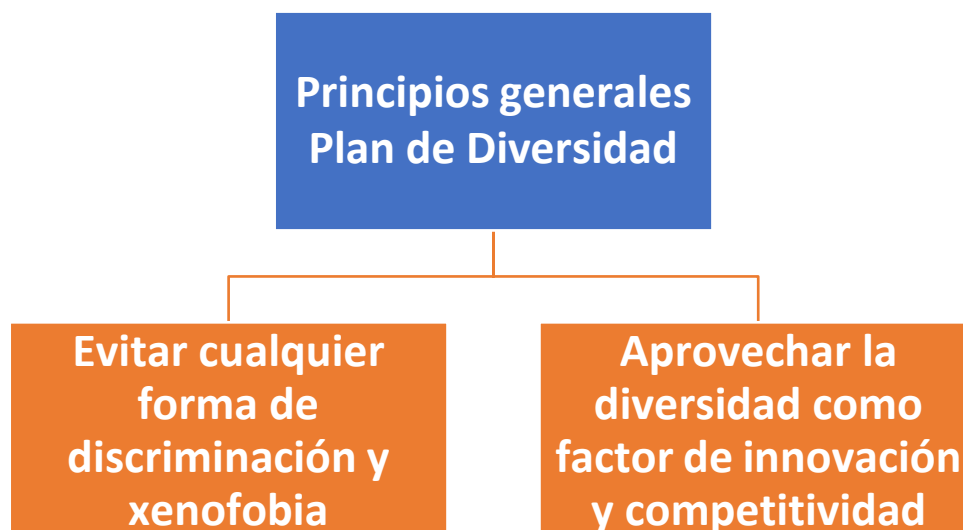 Principios generales
Plan de Diversidad
Evitar cualquier
forma de
discriminación y
xenofobia
Aprovechar la
diversidad como
factor de innovación
y competitividad